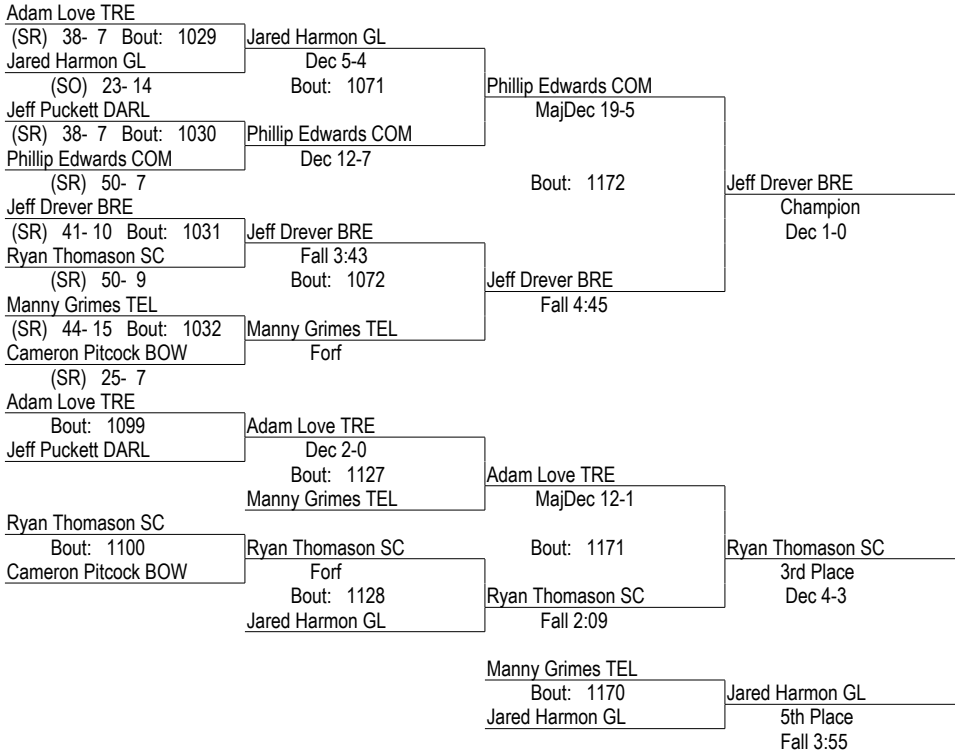 Adam Love TRE
(SR) 38- 7 Bout: 1029 Jared Harmon GL
Jared Harmon GL Dec 5-4
(SO) 23- 14 Bout: 1071 Phillip Edwards COM
Jeff Puckett DARL MajDec 19-5
(SR) 38- 7 Bout: 1030 Phillip Edwards COM
Phillip Edwards COM Dec 12-7
(SR) 50- 7 Bout: 1172 Jeff Drever BRE
Jeff Drever BRE Champion
(SR) 41- 10 Bout: 1031 Jeff Drever BRE Dec 1-0
Ryan Thomason SC Fall 3:43
(SR) 50- 9 Bout: 1072 Jeff Drever BRE
Manny Grimes TEL Fall 4:45
(SR) 44- 15 Bout: 1032 Manny Grimes TEL
Cameron Pitcock BOW Forf
(SR) 25- 7
Adam Love TRE
Bout: 1099 Adam Love TRE
Jeff Puckett DARL Dec 2-0
Bout: 1127 Adam Love TRE
Manny Grimes TEL MajDec 12-1
Ryan Thomason SC
Bout: 1100 Ryan Thomason SC Bout: 1171 Ryan Thomason SC
Cameron Pitcock BOW Forf 3rd Place
Bout: 1128 Ryan Thomason SC Dec 4-3
Jared Harmon GL Fall 2:09
Manny Grimes TEL
Bout: 1170 Jared Harmon GL
Jared Harmon GL 5th Place
Fall 3:55